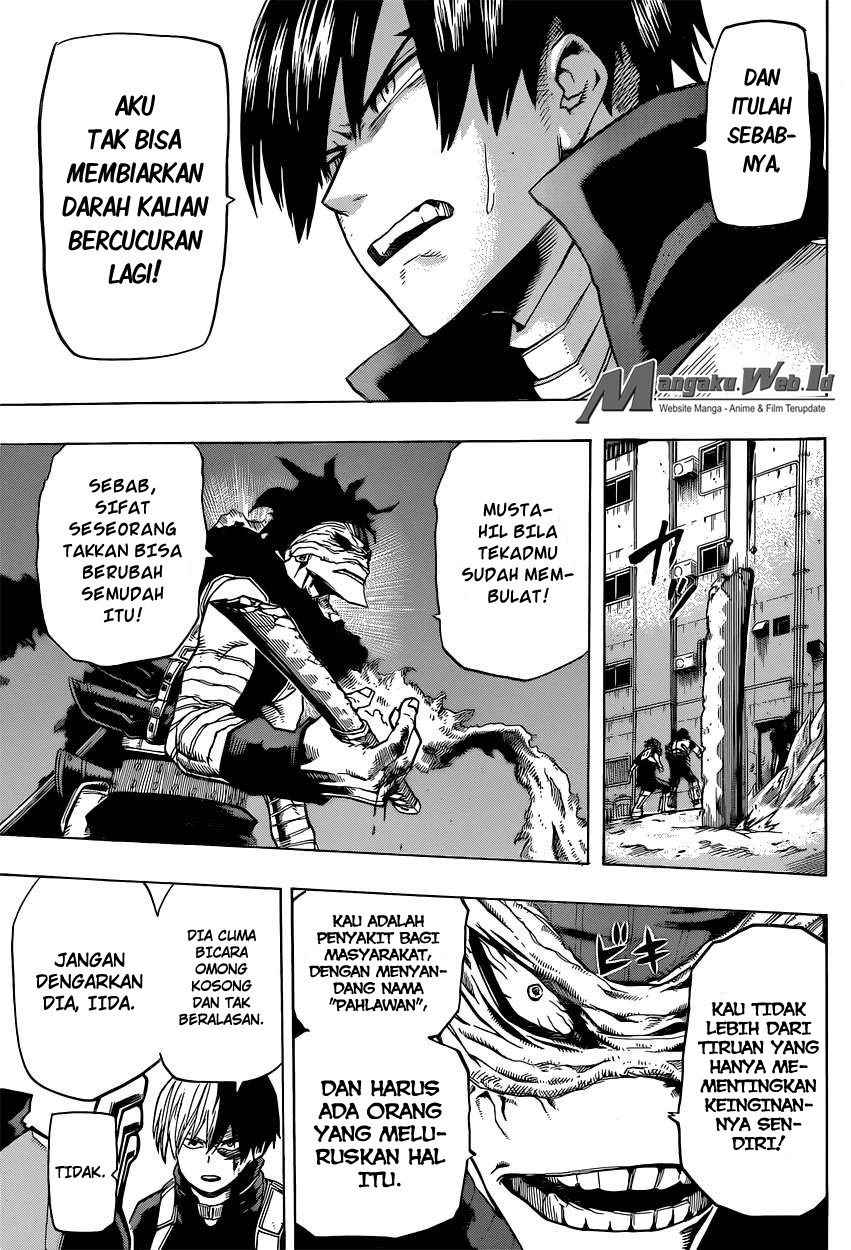 DAN
ITULAH
SEBAB-
NYA,
AKU
TAK BISA
MEMBIARKAN
DARAH KALIAN
BERCUCURAN
LAGI!
Mangaku.Web.Id
Website Manga - Anime & Film Terupdate
ガッ
MUSTA-
HIL BILA
TEKADMU
SUDAH MEM-
BULAT!
SEBAB,
SIFAT
SESEORANG
TAKKAN BISA
BERUBAH
SEMUDAH
ITU!
KAU TIDAK
LEBIH DARI
TIRUAN YANG
HANYA ME-
MENTINGKAN
KEINGINAN-
NYA SEN-
DIRI!
ビキ
KAU ADALAH
PENYAKIT BAGI
MASYARAKAT,
DENGAN MENYAN-
DANG NAMA
"PAHLAWAN",
DAN HARUS
ADA ORANG
YANG MELU-
RUSKAN HAL
ITU.
DIA CUMA
BICARA
OMONG
KOSONG
DAN TAK
BERALASAN.
JANGAN
DENGARKAN
DIA, IIDA.
TIDAK.